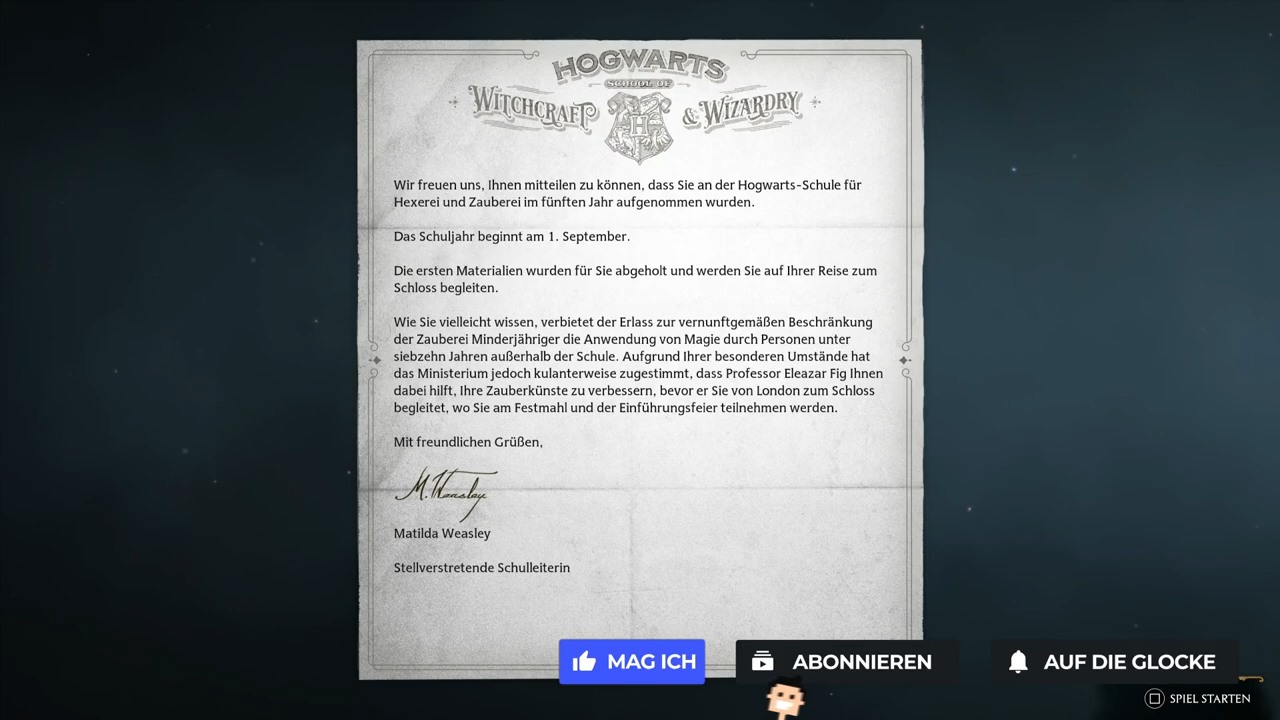 HOGWARTS
SCHOOL OF
WITCHCRAFT & WIZARDRY
H
Wir freuen uns, Ihnen mitteilen zu können, dass Sie an der Hogwarts-Schule für
Hexerei und Zauberei im fünften Jahr aufgenommen wurden.
Das Schuljahr beginnt am 1. September.
Die ersten Materialien wurden für Sie abgeholt und werden Sie auf Ihrer Reise zum
Schloss begleiten.
Wie Sie vielleicht wissen, verbietet der Erlass zur vernunftgemäßen Beschränkung
der Zauberei Minderjähriger die Anwendung von Magie durch Personen unter
siebzehn Jahren außerhalb der Schule. Aufgrund Ihrer besonderen Umstände hat
das Ministerium jedoch kulanterweise zugestimmt, dass Professor Eleazar Fig Ihnen
dabei hilft, Ihre Zauberkünste zu verbessern, bevor er Sie von London zum Schloss
begleitet, wo Sie am Festmahl und der Einführungsfeier teilnehmen werden.
Mit freundlichen Grüßen,
M. Weasley
Matilda Weasley
Stellverstretende Schulleiterin
MAG ICH
ABONNIEREN
AUF DIE GLOCKE
SPIEL STARTEN